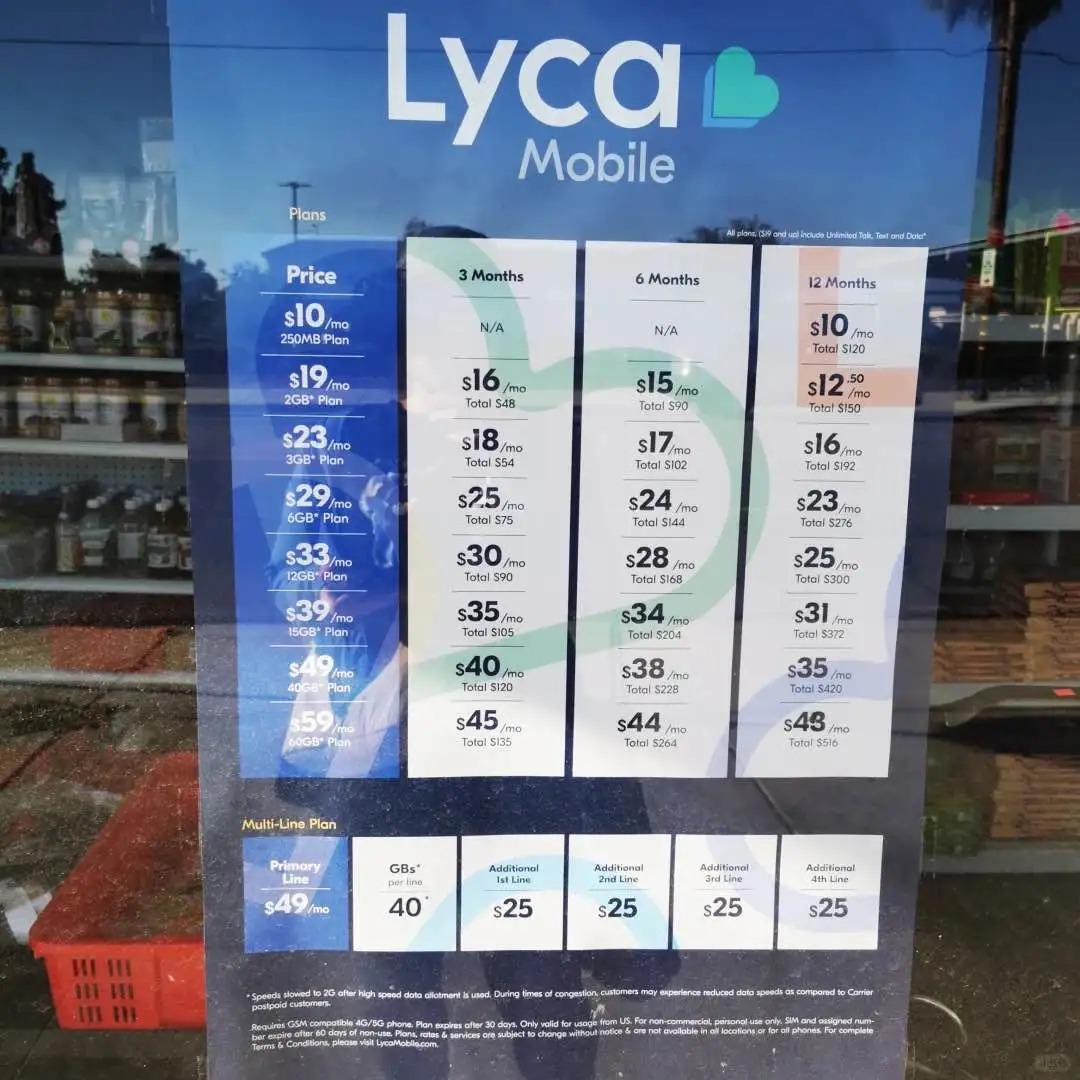 Lyca
Mobile
Plans
All plans, ($19 and up) include Unlimited Talk, Text and Data*
Price
3 Months
6 Months
12 Months
$10/mo
250MB Plan
N/A
N/A
$10/mo
Total $120
$19/mo
2GB* Plan
$16/mo
Total $48
$15/mo
Total $90
$12.50/mo
Total $150
$23/mo
3GB* Plan
$18/mo
Total $54
$17/mo
Total $102
$16/mo
Total $192
$29/mo
6GB* Plan
$25/mo
Total $75
$24/mo
Total $144
$23/mo
Total $276
$33/mo
12GB* Plan
$30/mo
Total $90
$28/mo
Total $168
$25/mo
Total $300
$39/mo
15GB* Plan
$35/mo
Total $105
$34/mo
Total $204
$31/mo
Total $372
$49/mo
40GB* Plan
$40/mo
Total $120
$38/mo
Total $228
$35/mo
Total $420
$59/mo
60GB* Plan
$45/mo
Total $135
$44/mo
Total $264
$43/mo
Total $516
Multi-Line Plan
Primary
Line
$49/mo
GBs*
per line
40*
Additional
1st Line
$25
Additional
2nd Line
$25
Additional
3rd Line
$25
Additional
4th Line
$25
* Speeds slowed to 2G after high speed data allotment is used. During times of congestion, customers may experience reduced data speeds as compared to Carrier
postpaid customers.
Requires GSM compatible 4G/5G phone. Plan expires after 30 days. Only valid for usage from US. For non-commercial, personal use only, SIM and assigned num-
ber expire after 60 days of non-use. Plans, rates & services are subject to change without notice & are not available in all locations or for all phones. For complete
Terms & Conditions, please visit LycaMobile.com.